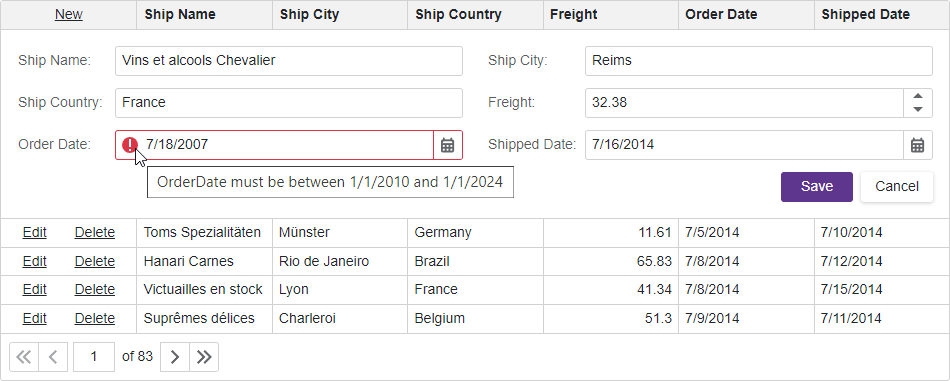 New Ship Name Ship City Ship Country Freight Order Date Shipped Date
Ship Name: Vins et alcools Chevalier Ship City: Reims
Ship Country: France Freight: 32.38
Order Date: 7/18/2007 Shipped Date: 7/16/2014
OrderDate must be between 1/1/2010 and 1/1/2024
Save Cancel
Edit Delete Toms Spezialitäten Münster Germany 11.61 7/5/2014 7/10/2014
Edit Delete Hanari Carnes Rio de Janeiro Brazil 65.83 7/8/2014 7/12/2014
Edit Delete Victuailles en stock Lyon France 41.34 7/8/2014 7/15/2014
Edit Delete Suprêmes délices Charleroi Belgium 51.3 7/9/2014 7/11/2014
1 of 83